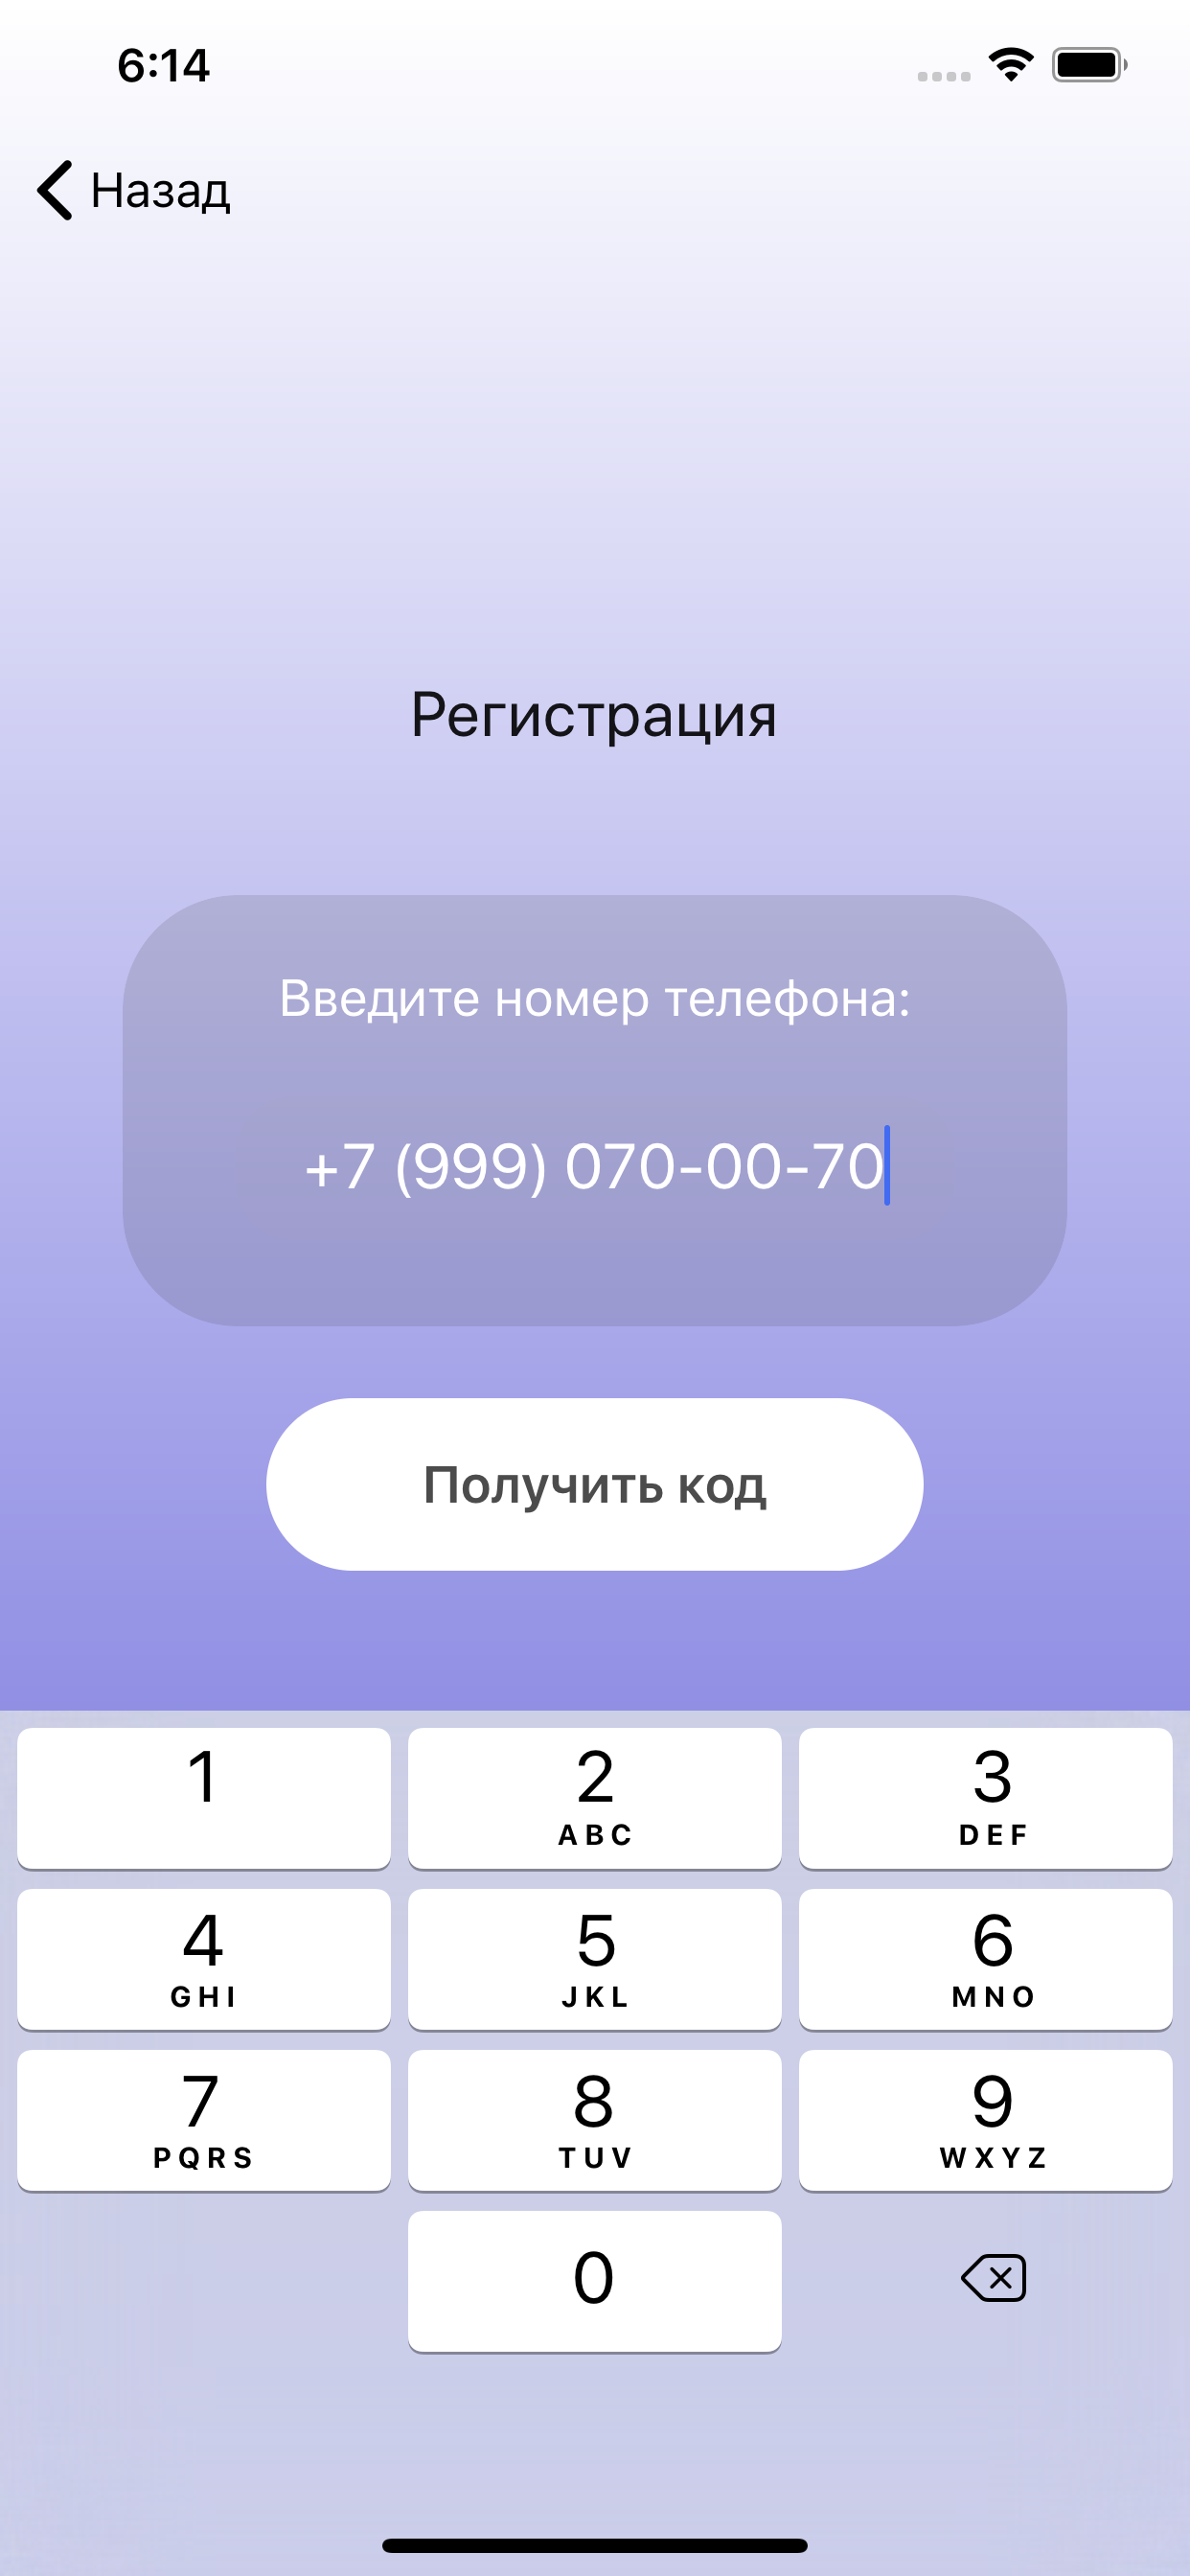 6:14
Назад
Регистрация
Введите номер телефона:
+7 (999) 070-00-70
Получить код
1
2
ABC
3
DEF
4
GHI
5
JKL
6
MNO
7
PQRS
8
TUV
9
WXYZ
0